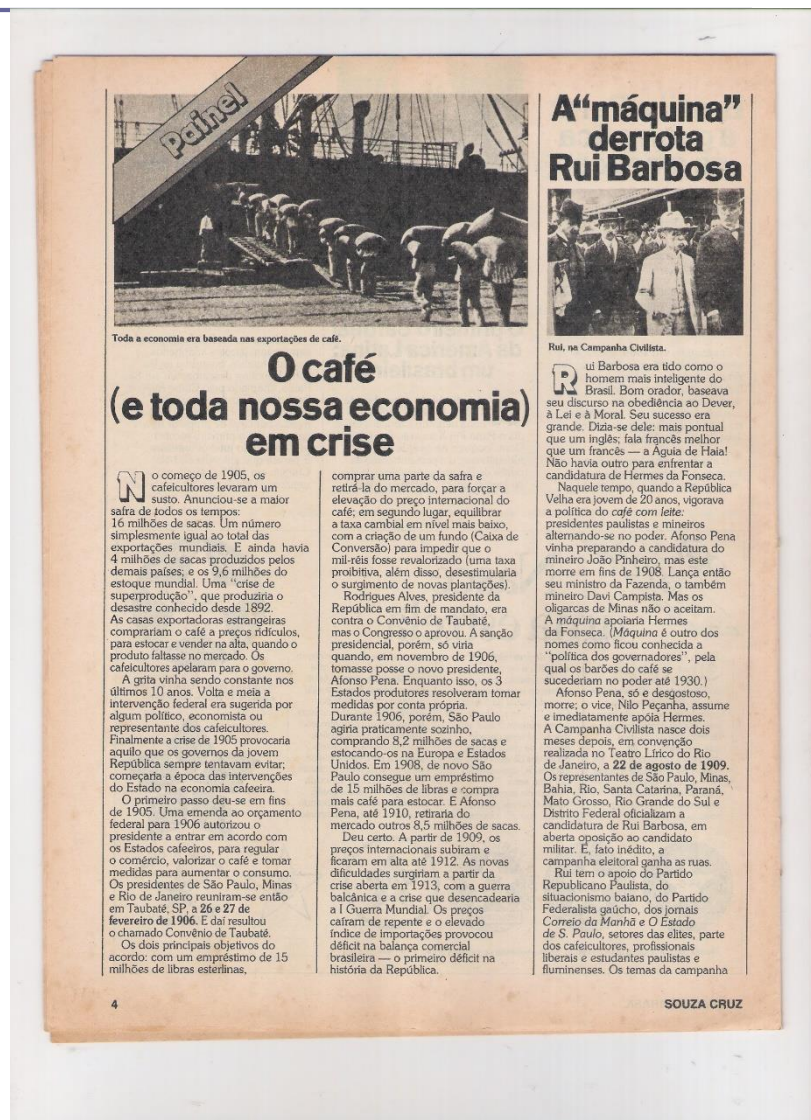 Painel
Toda a economia era baseada nas exportações de café.
O café
(e toda nossa economia)
em crise
No começo de 1905, os
cafeicultores levaram um
susto. Anunciou-se a maior
safra de todos os tempos:
16 milhões de sacas. Um número
simplesmente igual ao total das
exportações mundiais. E ainda havia
4 milhões de sacas produzidos pelos
demais países; e os 9,6 milhões do
estoque mundial. Uma “crise de
superprodução”, que produziria o
desastre conhecido desde 1892.
As casas exportadoras estrangeiras
comprariam o café a preços ridículos,
para estocar e vender na alta, quando o
produto faltasse no mercado. Os
cafeicultores apelaram para o governo.
A grita vinha sendo constante nos
últimos 10 anos. Volta e meia a
intervenção federal era sugerida por
algum político, economista ou
representante dos cafeicultores.
Finalmente a crise de 1905 provocaria
aquilo que os governos da jovem
República sempre tentavam evitar;
começaria a época das intervenções
do Estado na economia cafeeira.
O primeiro passo deu-se em fins
de 1905. Uma emenda ao orçamento
federal para 1906 autorizou o
presidente a entrar em acordo com
os Estados cafeeiros, para regular
o comércio, valorizar o café e tomar
medidas para aumentar o consumo.
Os presidentes de São Paulo, Minas
e Rio de Janeiro reuniram-se então
em Taubaté, SP, a 26 e 27 de
fevereiro de 1906. E daí resultou
o chamado Convênio de Taubaté.
Os dois principais objetivos do
acordo: com um empréstimo de 15
milhões de libras esterlinas,
comprar uma parte da safra e
retirá-la do mercado, para forçar a
elevação do preço internacional do
café; em segundo lugar, equilibrar
a taxa cambial em nível mais baixo,
com a criação de um fundo (Caixa de
Conversão) para impedir que o
mil-réis fosse revalorizado (uma taxa
proibitiva, além disso, desestimularia
o surgimento de novas plantações).
Rodrigues Alves, presidente da
República em fim de mandato, era
contra o Convênio de Taubaté,
mas o Congresso o aprovou. A sanção
presidencial, porém, só viria
quando, em novembro de 1906,
tomasse posse o novo presidente,
Afonso Pena. Enquanto isso, os 3
Estados produtores resolveram tomar
medidas por conta própria.
Durante 1906, porém, São Paulo
agiria praticamente sozinho,
comprando 8,2 milhões de sacas e
estocando-os na Europa e Estados
Unidos. Em 1908, de novo São
Paulo consegue um empréstimo
de 15 milhões de libras e compra
mais café para estocar. E Afonso
Pena, até 1910, retiraria do
mercado outros 8,5 milhões de sacas.
Deu certo. A partir de 1909, os
preços internacionais subiram e
ficaram em alta até 1912. As novas
dificuldades surgiriam a partir da
crise aberta em 1913, com a guerra
balcânica e a crise que desencadearia
a I Guerra Mundial. Os preços
caíram de repente e o elevado
índice de importações provocou
déficit na balança comercial
brasileira — o primeiro déficit na
história da República.
A“máquina”
derrota
Rui Barbosa
Rui, na Campanha Civilista.
Rui Barbosa era tido como o
homem mais inteligente do
Brasil. Bom orador, baseava
seu discurso na obediência ao Dever,
à Lei e à Moral. Seu sucesso era
grande. Dizia-se dele: mais pontual
que um inglês; fala francês melhor
que um francês — a Águia de Haia!
Não havia outro para enfrentar a
candidatura de Hermes da Fonseca.
Naquele tempo, quando a República
Velha era jovem de 20 anos, vigorava
a política do café com leite:
presidentes paulistas e mineiros
alternando-se no poder. Afonso Pena
vinha preparando a candidatura do
mineiro João Pinheiro, mas este
morre em fins de 1908. Lança então
seu ministro da Fazenda, o também
mineiro Davi Campista. Mas os
oligarcas de Minas não o aceitam.
A máquina apoiaria Hermes
da Fonseca. (Máquina é outro dos
nomes como ficou conhecida a
“política dos governadores”, pela
qual os barões do café se
sucederiam no poder até 1930.)
Afonso Pena, só e desgostoso,
morre; o vice, Nilo Peçanha, assume
e imediatamente apóia Hermes.
A Campanha Civilista nasce dois
meses depois, em convenção
realizada no Teatro Lírico do Rio
de Janeiro, a 22 de agosto de 1909.
Os representantes de São Paulo, Minas,
Bahia, Rio, Santa Catarina, Paraná,
Mato Grosso, Rio Grande do Sul e
Distrito Federal oficializam a
candidatura de Rui Barbosa, em
aberta oposição ao candidato
militar. E, fato inédito, a
campanha eleitoral ganha as ruas.
Rui tem o apoio do Partido
Republicano Paulista, do
situacionismo baiano, do Partido
Federalista gaúcho, dos jornais
Correio da Manhã e O Estado
de S. Paulo, setores das elites, parte
dos cafeicultores, profissionais
liberais e estudantes paulistas e
fluminenses. Os temas da campanha
4
SOUZA CRUZ